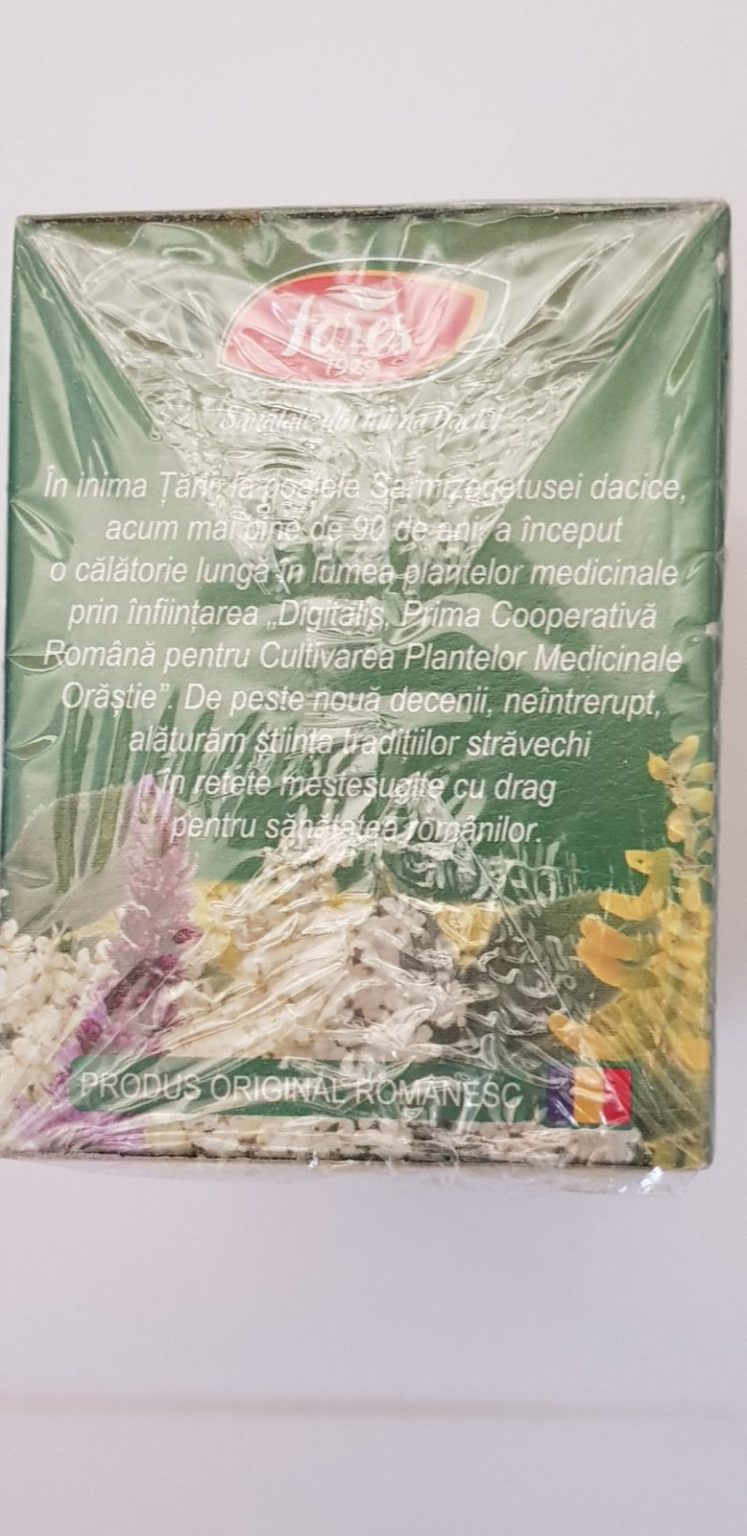 fares
1929
Sănătate din inima Daciei
În inima Țării, la poalele Sarmizegetusei dacice,
acum mai bine de 90 de ani, a început
o călătorie lungă în lumea plantelor medicinale
prin înființarea „Digitalis, Prima Cooperativă
Română pentru Cultivarea Plantelor Medicinale
Orăștie”. De peste nouă decenii, neîntrerupt,
alăturăm știința tradițiilor străvechi
în rețete meșteșugite cu drag
pentru sănătatea românilor.
PRODUS ORIGINAL ROMÂNESC